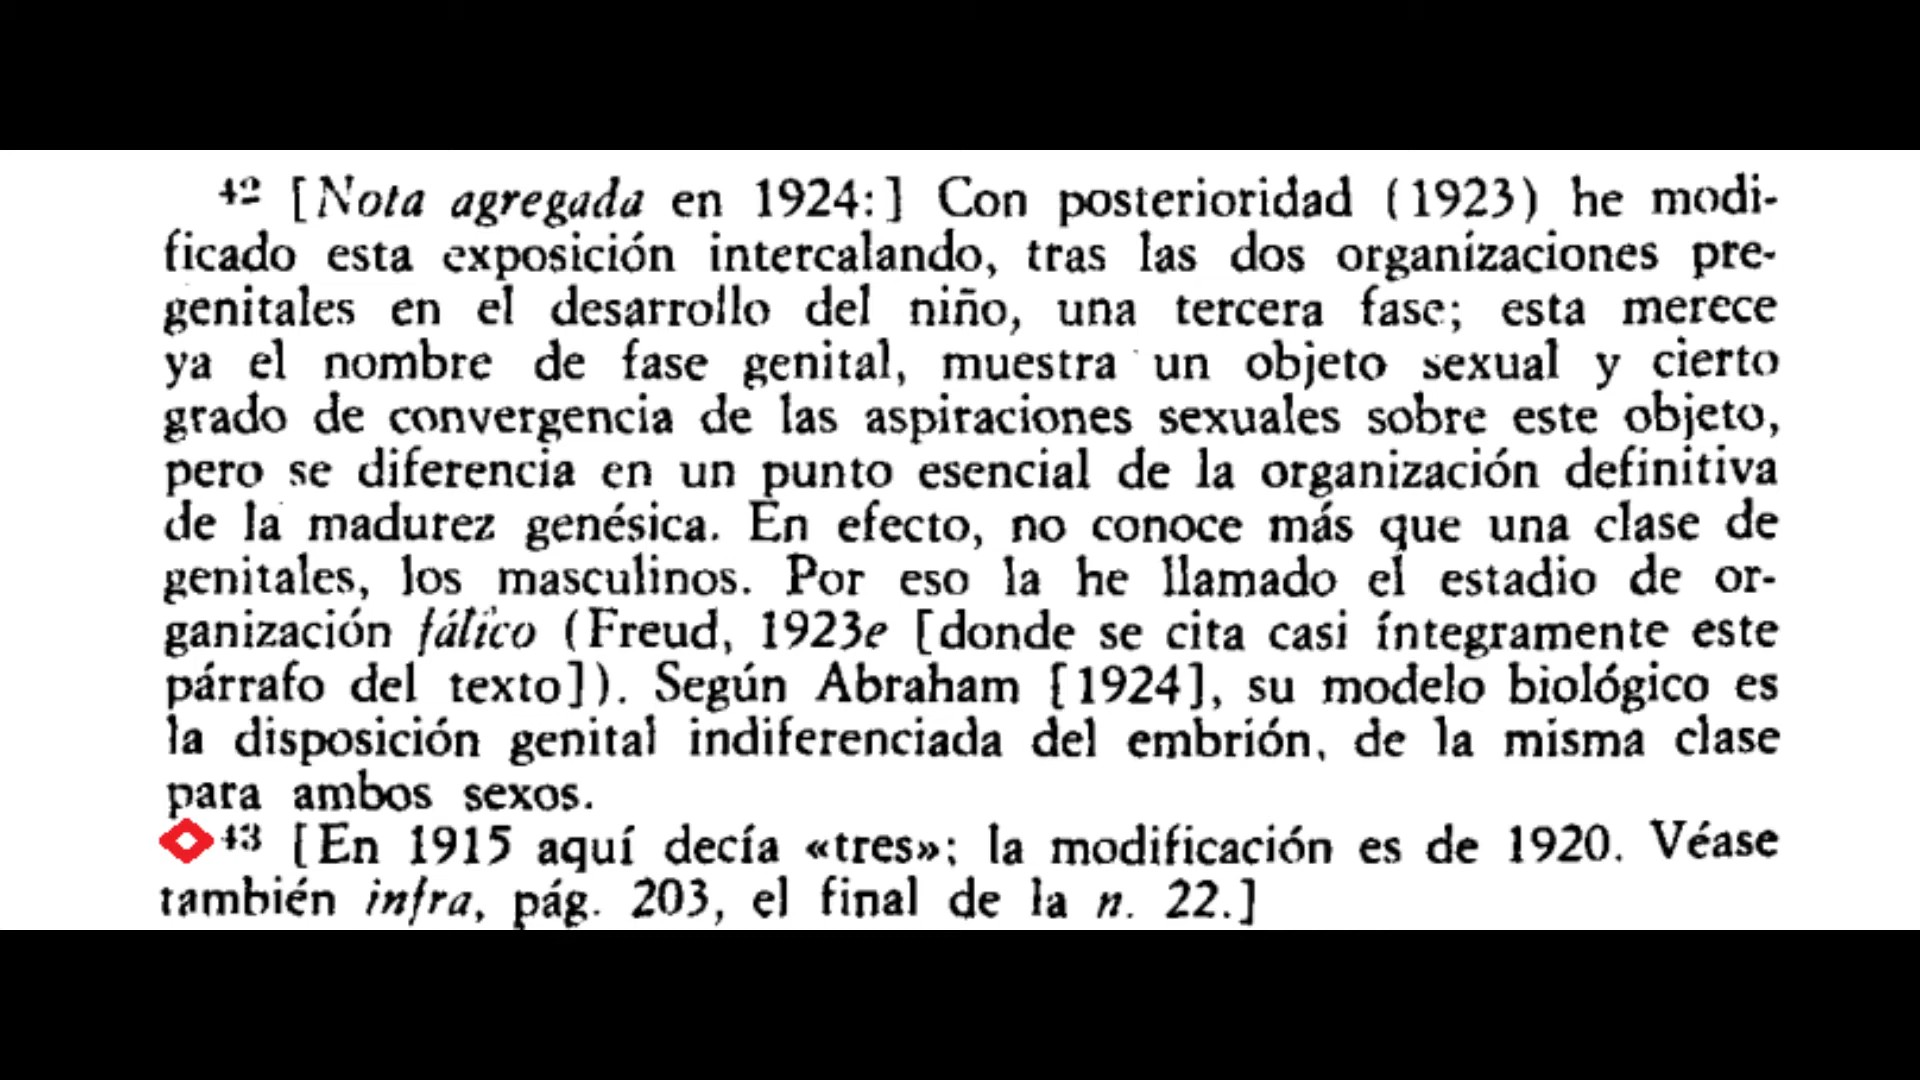 42 [Nota agregada en 1924:] Con posterioridad (1923) he modi-
ficado esta exposición intercalando, tras las dos organizaciones pre-
genitales en el desarrollo del niño, una tercera fase; esta merece
ya el nombre de fase genital, muestra un objeto sexual y cierto
grado de convergencia de las aspiraciones sexuales sobre este objeto,
pero se diferencia en un punto esencial de la organización definitiva
de la madurez genésica. En efecto, no conoce más que una clase de
genitales, los masculinos. Por eso la he llamado el estadio de or-
ganización fálico (Freud, 1923e [donde se cita casi íntegramente este
párrafo del texto]). Según Abraham [1924], su modelo biológico es
la disposición genital indiferenciada del embrión, de la misma clase
para ambos sexos.
43 [En 1915 aquí decía «tres»; la modificación es de 1920. Véase
también infra, pág. 203, el final de la n. 22.]